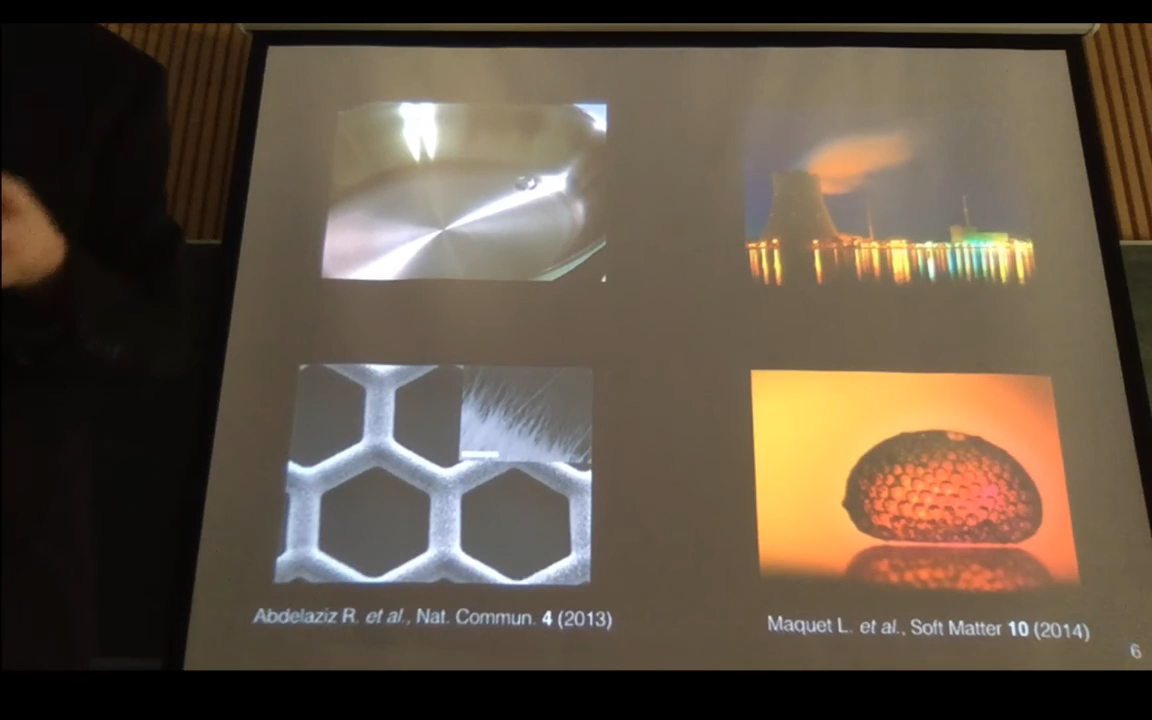 Abdelaziz R. et al., Nat. Commun. 4 (2013)
Maquet L. et al., Soft Matter 10 (2014)
6